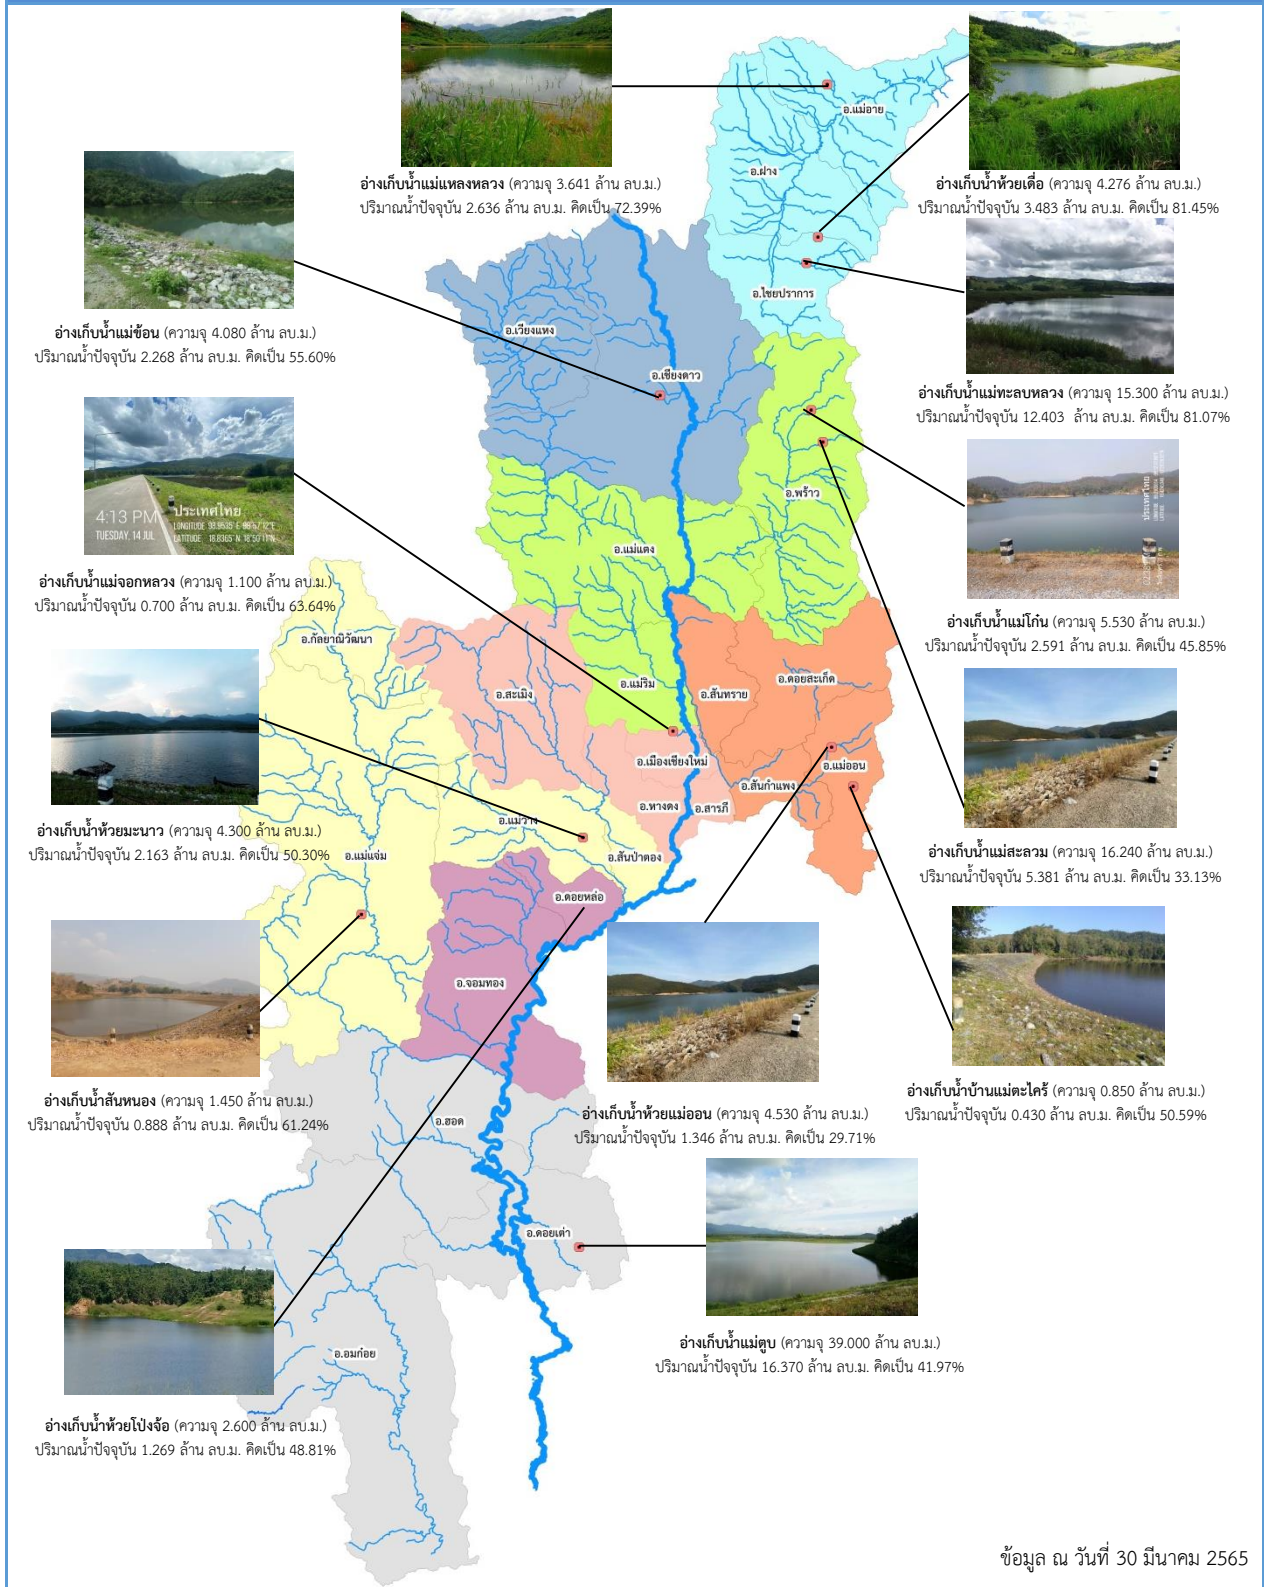 อ่างเก็บน้ำแม่แหลงหลวง (ความจุ 3.641 ล้าน ลบ.ม.)
ปริมาณน้ำปัจจุบัน 2.636 ล้าน ลบ.ม. คิดเป็น 72.39%
อ่างเก็บน้ำห้วยเดื่อ (ความจุ 4.276 ล้าน ลบ.ม.)
ปริมาณน้ำปัจจุบัน 3.483 ล้าน ลบ.ม. คิดเป็น 81.45%
อ่างเก็บน้ำแม่ข้อน (ความจุ 4.080 ล้าน ลบ.ม.)
ปริมาณน้ำปัจจุบัน 2.268 ล้าน ลบ.ม. คิดเป็น 55.60%
อ่างเก็บน้ำแม่ทะลบหลวง (ความจุ 15.300 ล้าน ลบ.ม.)
ปริมาณน้ำปัจจุบัน 12.403 ล้าน ลบ.ม. คิดเป็น 81.07%
4:13 PM
TUESDAY, 14 JUL
ประเทศไทย
อ่างเก็บน้ำแม่จอกหลวง (ความจุ 1.100 ล้าน ลบ.ม.)
ปริมาณน้ำปัจจุบัน 0.700 ล้าน ลบ.ม. คิดเป็น 63.64%
ประเทศไทย
อ่างเก็บน้ำแม่โก๋น (ความจุ 5.530 ล้าน ลบ.ม.)
ปริมาณน้ำปัจจุบัน 2.591 ล้าน ลบ.ม. คิดเป็น 45.85%
อ่างเก็บน้ำห้วยมะนาว (ความจุ 4.300 ล้าน ลบ.ม.)
ปริมาณน้ำปัจจุบัน 2.163 ล้าน ลบ.ม. คิดเป็น 50.30%
อ่างเก็บน้ำแม่สะลวม (ความจุ 16.240 ล้าน ลบ.ม.)
ปริมาณน้ำปัจจุบัน 5.381 ล้าน ลบ.ม. คิดเป็น 33.13%
อ่างเก็บน้ำสันหนอง (ความจุ 1.450 ล้าน ลบ.ม.)
ปริมาณน้ำปัจจุบัน 0.888 ล้าน ลบ.ม. คิดเป็น 61.24%
อ่างเก็บน้ำห้วยแม่ออน (ความจุ 4.530 ล้าน ลบ.ม.)
ปริมาณน้ำปัจจุบัน 1.346 ล้าน ลบ.ม. คิดเป็น 29.71%
อ่างเก็บน้ำบ้านแม่ตะไคร้ (ความจุ 0.850 ล้าน ลบ.ม.)
ปริมาณน้ำปัจจุบัน 0.430 ล้าน ลบ.ม. คิดเป็น 50.59%
อ่างเก็บน้ำแม่ตูบ (ความจุ 39.000 ล้าน ลบ.ม.)
ปริมาณน้ำปัจจุบัน 16.370 ล้าน ลบ.ม. คิดเป็น 41.97%
อ่างเก็บน้ำห้วยโป่งจ้อ (ความจุ 2.600 ล้าน ลบ.ม.)
ปริมาณน้ำปัจจุบัน 1.269 ล้าน ลบ.ม. คิดเป็น 48.81%
อ.แม่อาย
อ.ฝาง
อ.ไชยปราการ
อ.เวียงแหง
อ.เชียงดาว
อ.พร้าว
อ.แม่แตง
อ.กัลยาณิวัฒนา
อ.สะเมิง
อ.แม่ริม
อ.สันทราย
อ.ดอยสะเก็ด
อ.เมืองเชียงใหม่
อ.แม่ออน
อ.สันกำแพง
อ.หางดง
อ.สารภี
อ.แม่วาง
อ.สันป่าตอง
อ.แม่แจ่ม
อ.ดอยหล่อ
อ.จอมทอง
อ.ฮอด
อ.ดอยเต่า
อ.อมก๋อย
ข้อมูล ณ วันที่ 30 มีนาคม 2565